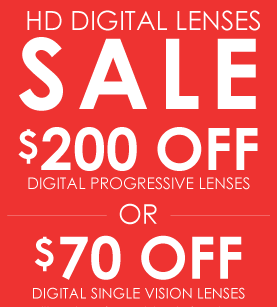 HD DIGITAL LENSES
SALE
$200 OFF
DIGITAL PROGRESSIVE LENSES
OR
$70 OFF
DIGITAL SINGLE VISION LENSES